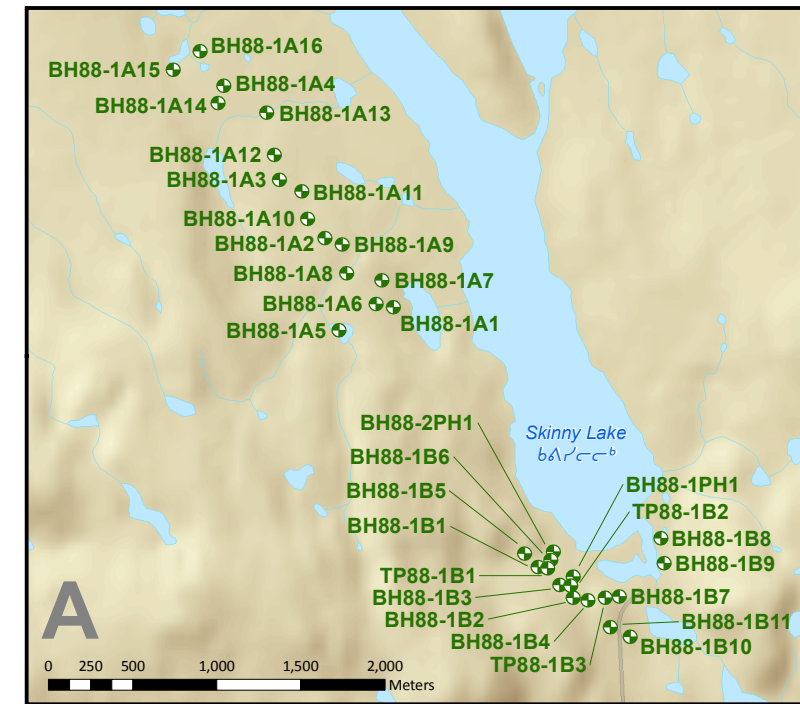 BH88-1A16
BH88-1A15
BH88-1A4
BH88-1A14
BH88-1A13
BH88-1A12
BH88-1A3
BH88-1A11
BH88-1A10
BH88-1A2
BH88-1A9
BH88-1A8
BH88-1A7
BH88-1A6
BH88-1A1
BH88-1A5
BH88-2PH1
Skinny Lake
ᑲᐃᓯᓕᓕᒃ
BH88-1B6
BH88-1B5
BH88-1PH1
TP88-1B2
BH88-1B1
BH88-1B8
BH88-1B9
TP88-1B1
BH88-1B3
BH88-1B7
BH88-1B2
BH88-1B11
BH88-1B4
BH88-1B10
TP88-1B3
A
0 250 500 1,000 1,500 2,000
Meters